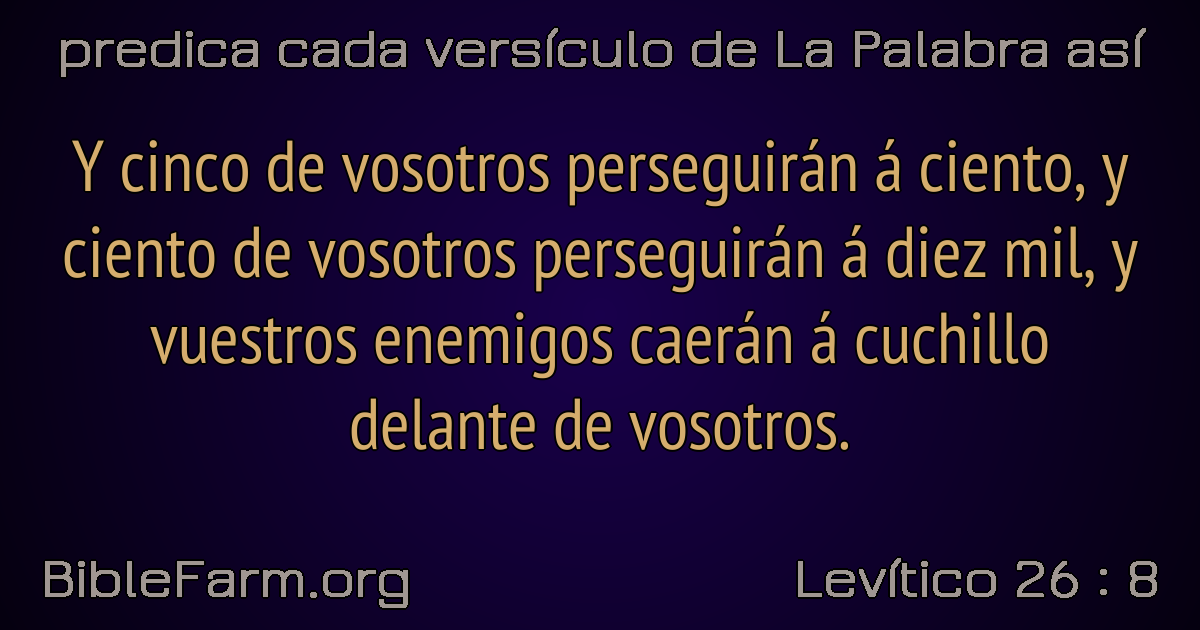 predica cada versículo de La Palabra así
Y cinco de vosotros perseguirán á ciento, y
ciento de vosotros perseguirán á diez mil, y
vuestros enemigos caerán á cuchillo
delante de vosotros.
BibleFarm.org
Levítico 26 : 8